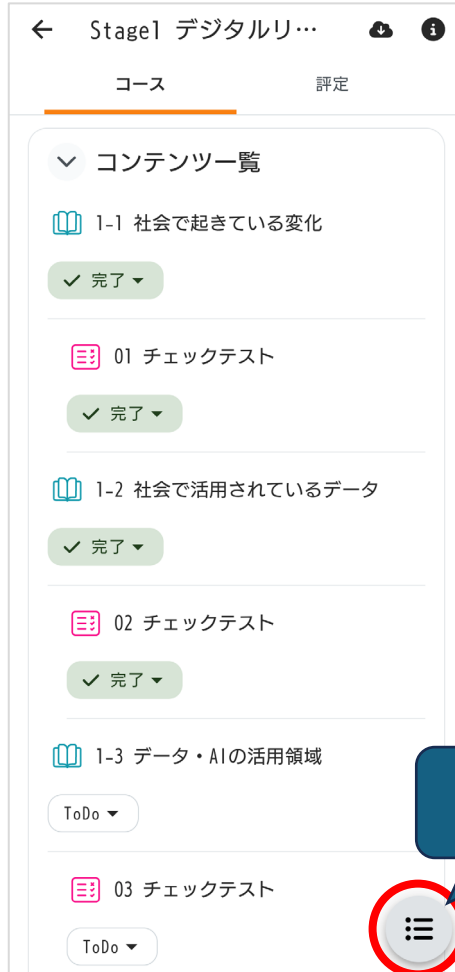 Stage1 デジタルリ…
コース 評定
コンテンツ一覧
1-1 社会で起きている変化
完了
01 チェックテスト
完了
1-2 社会で活用されているデータ
完了
02 チェックテスト
完了
1-3 データ・AIの活用領域
ToDo
03 チェックテスト
ToDo